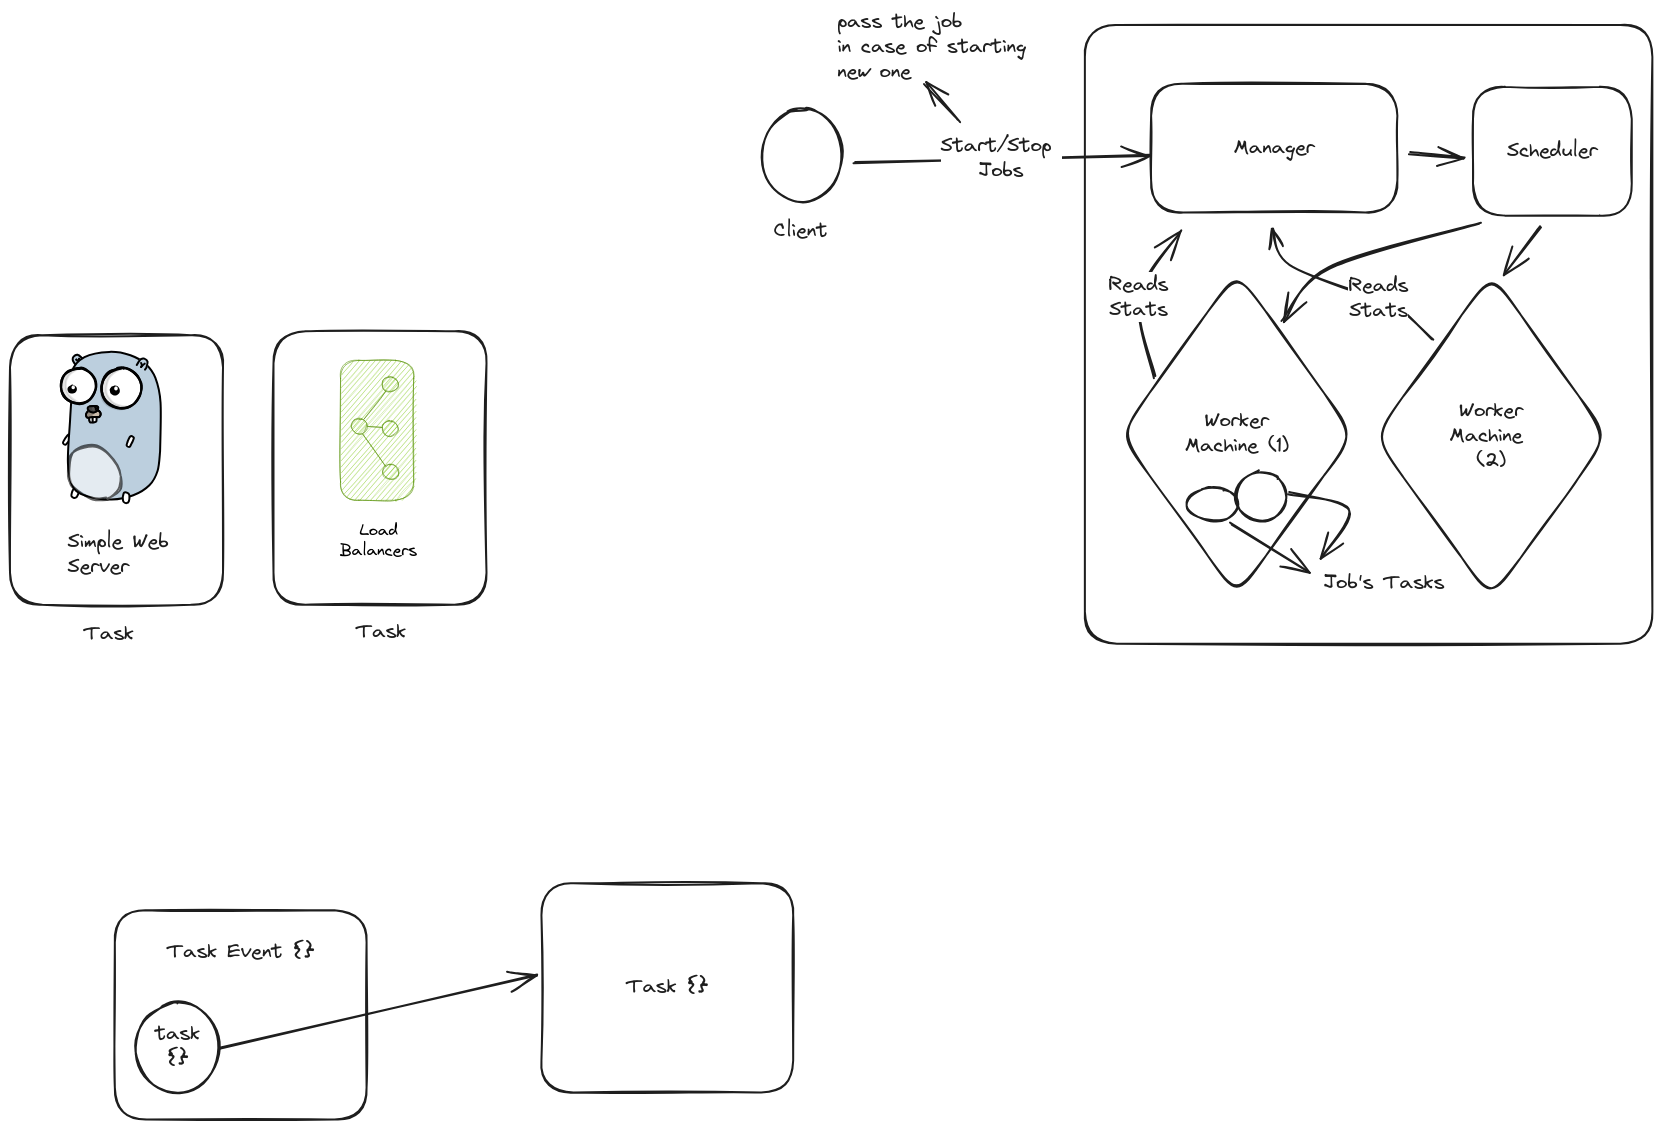 pass the job
in case of starting
new one
Start/Stop
Jobs
Client
Manager
Scheduler
Reads
Stats
Reads
Stats
Worker
Machine (1)
Worker
Machine
(2)
Job's Tasks
Simple Web
Server
Task
Load
Balancers
Task
Task Event {}
task
{}
Task {}